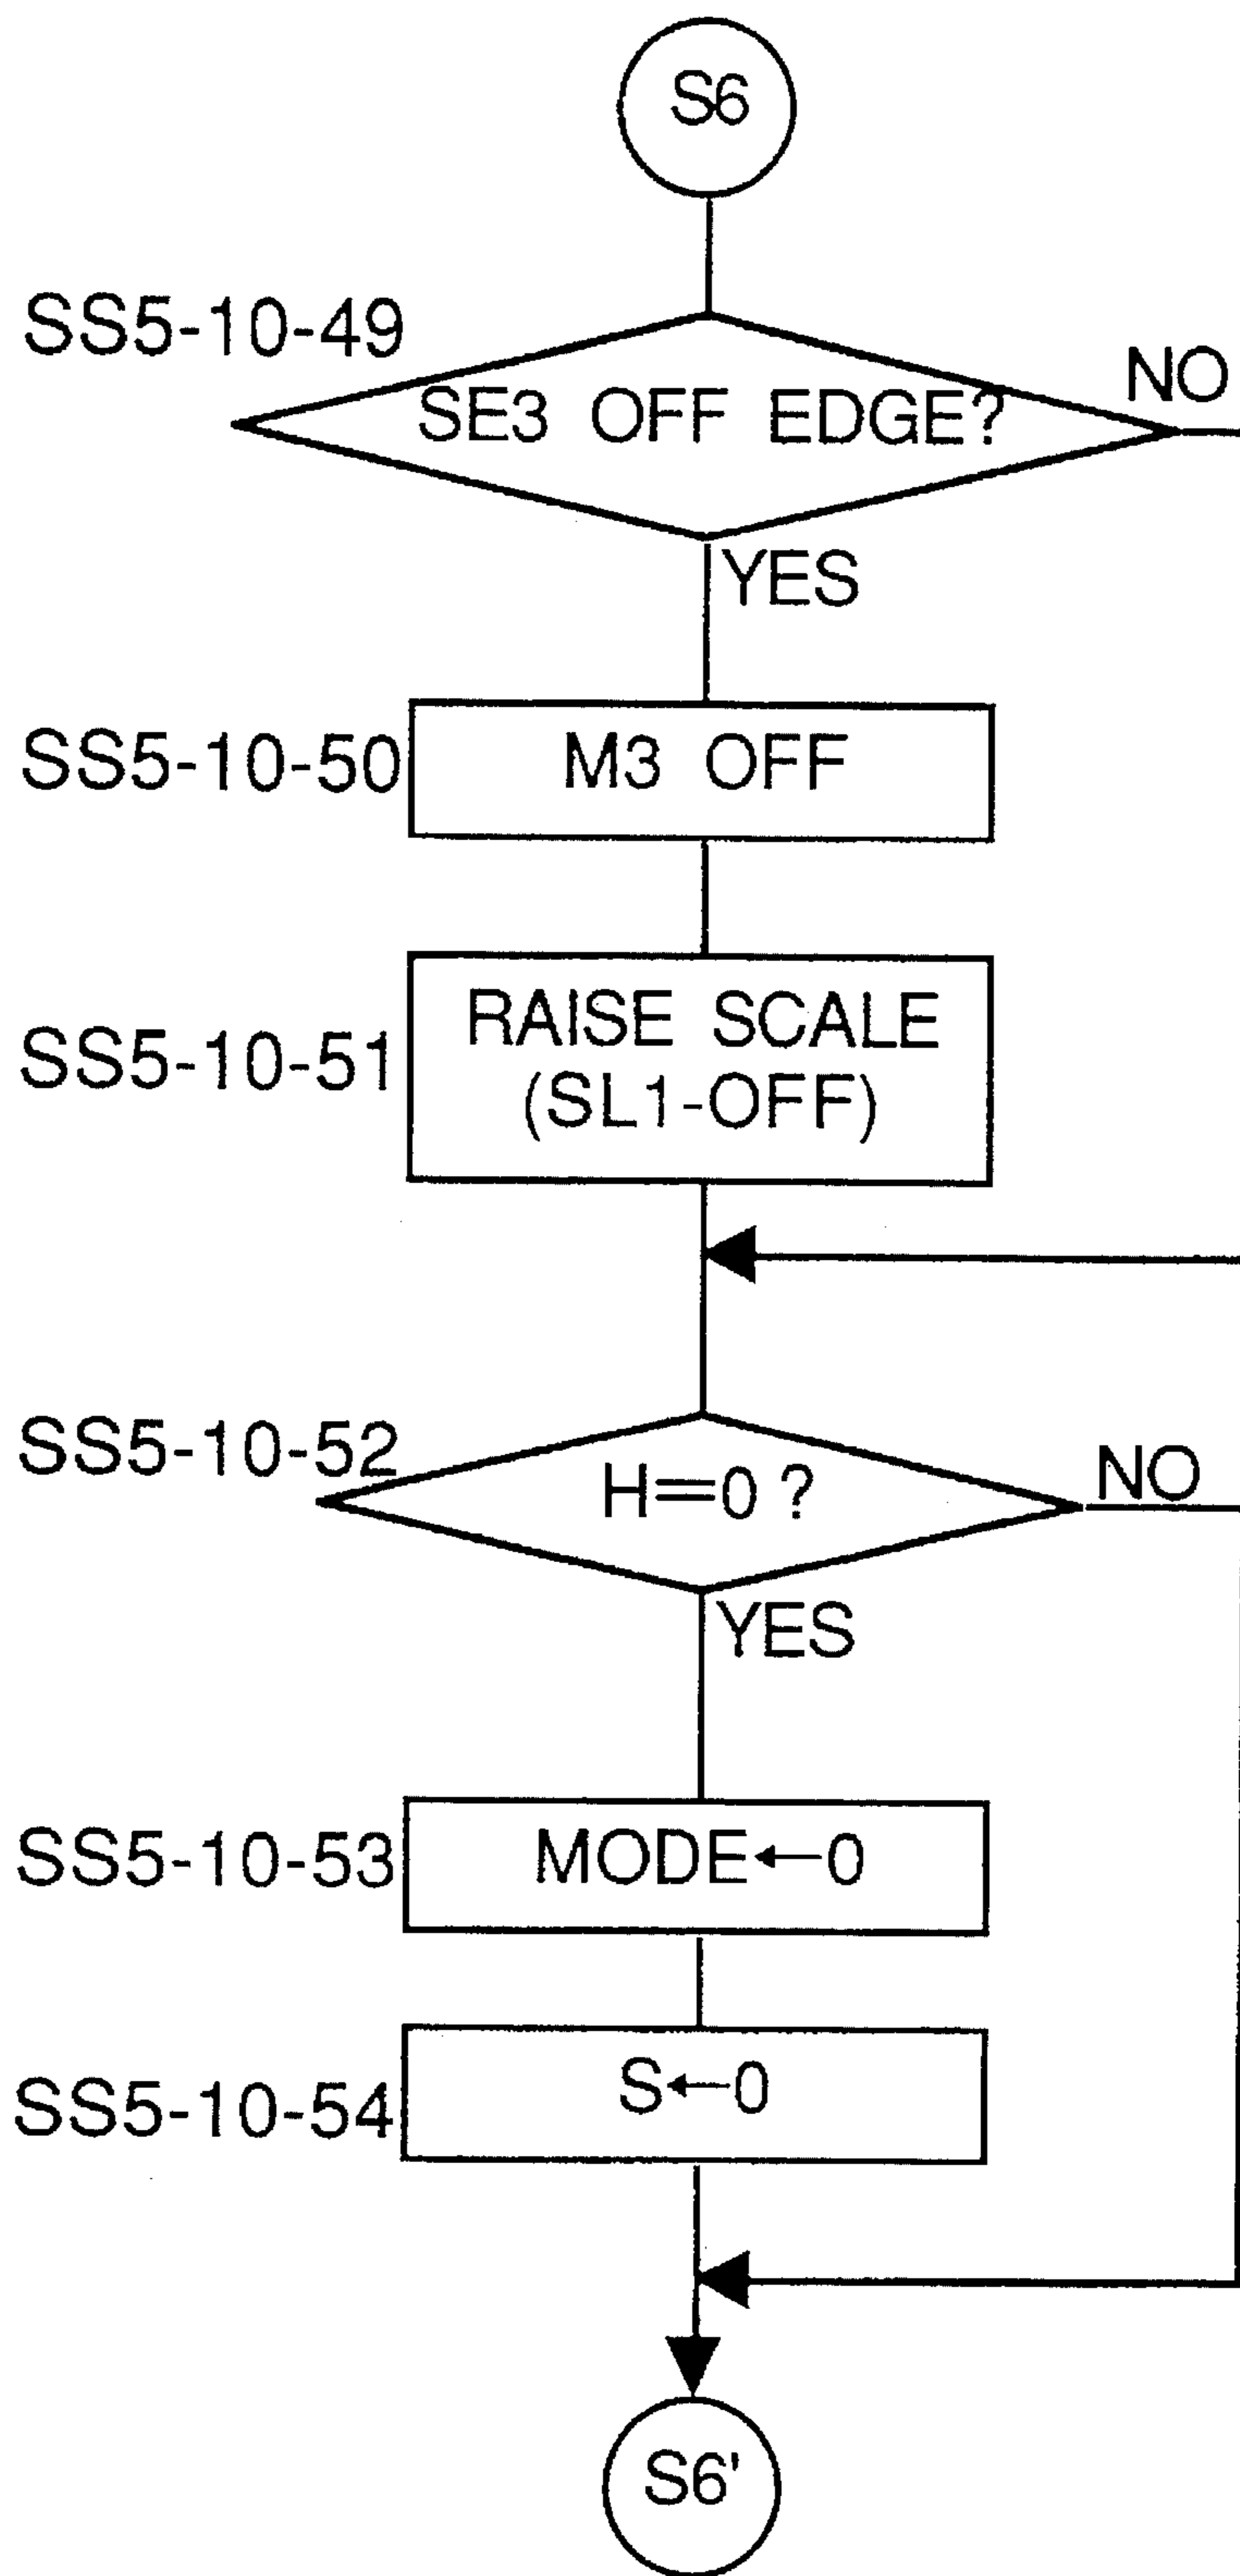 S6
SS5-10-49
SE3 OFF EDGE?
NO
YES
SS5-10-50
M3 OFF
SS5-10-51
RAISE SCALE
(SL1-OFF)
SS5-10-52
H=0 ?
NO
YES
SS5-10-53
MODE←0
SS5-10-54
S←0
S6'